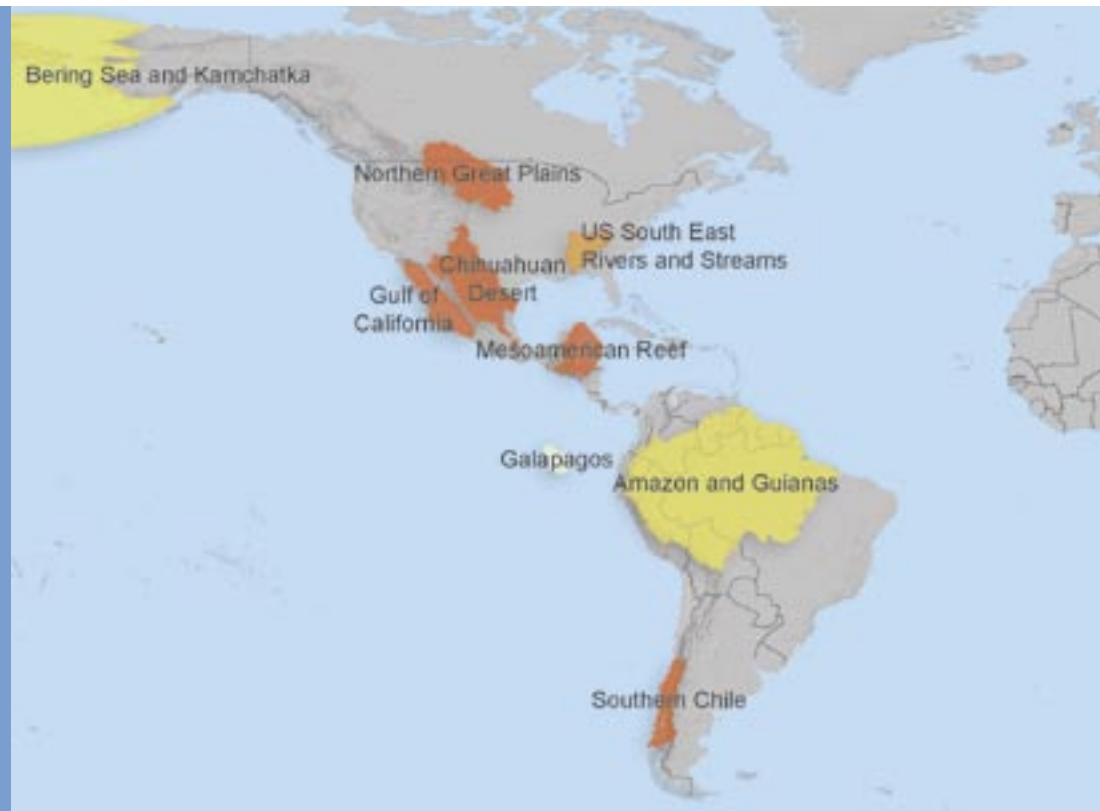 Bering Sea and Kamchatka
Northern Great Plains
US South East
Rivers and Streams
Chihuahuan
Desert
Gulf of
California
Mesoamerican Reef
Galapagos
Amazon and Guianas
Southern Chile